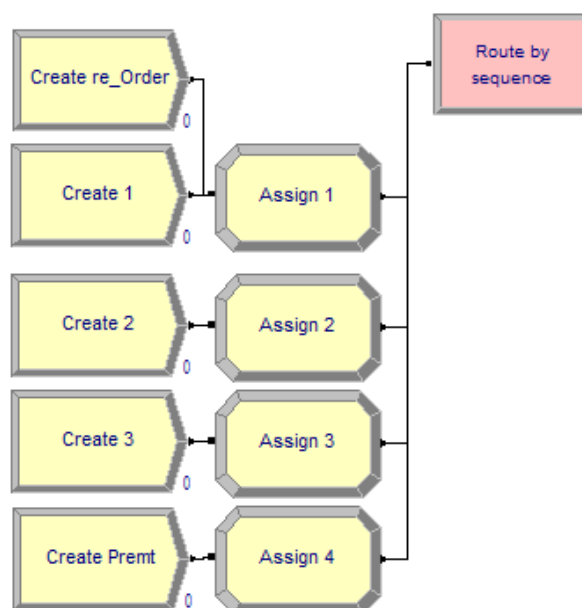 Create re_Order
0
Route by
sequence
Create 1
0
Assign 1
Create 2
0
Assign 2
Create 3
0
Assign 3
Create Premt
0
Assign 4